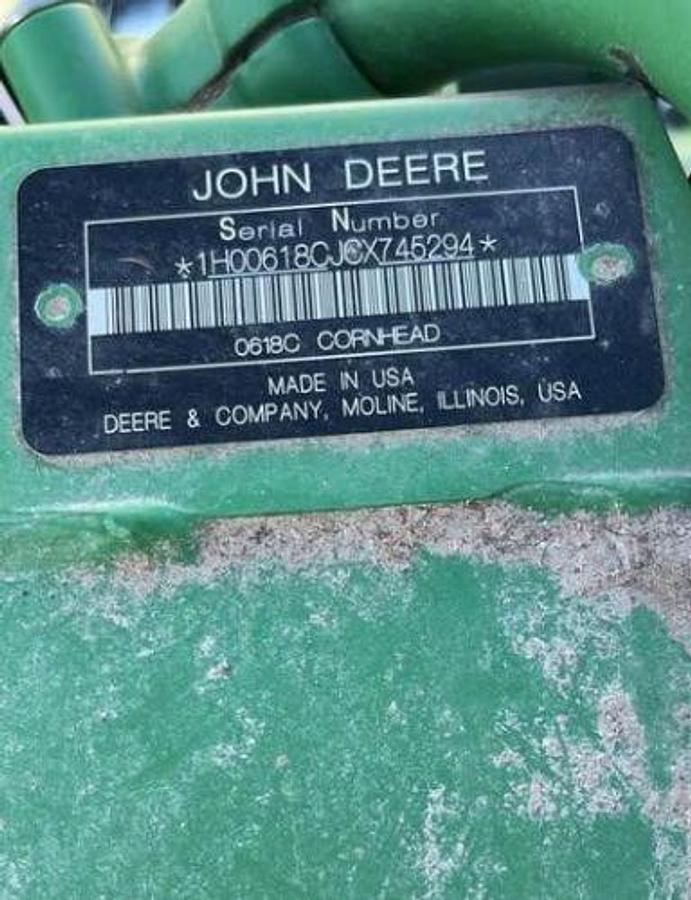 JOHN DEERE
Serial Number
*1H00618CJCX745294*
0618C CORNHEAD
MADE IN USA
DEERE & COMPANY, MOLINE, ILLINOIS, USA